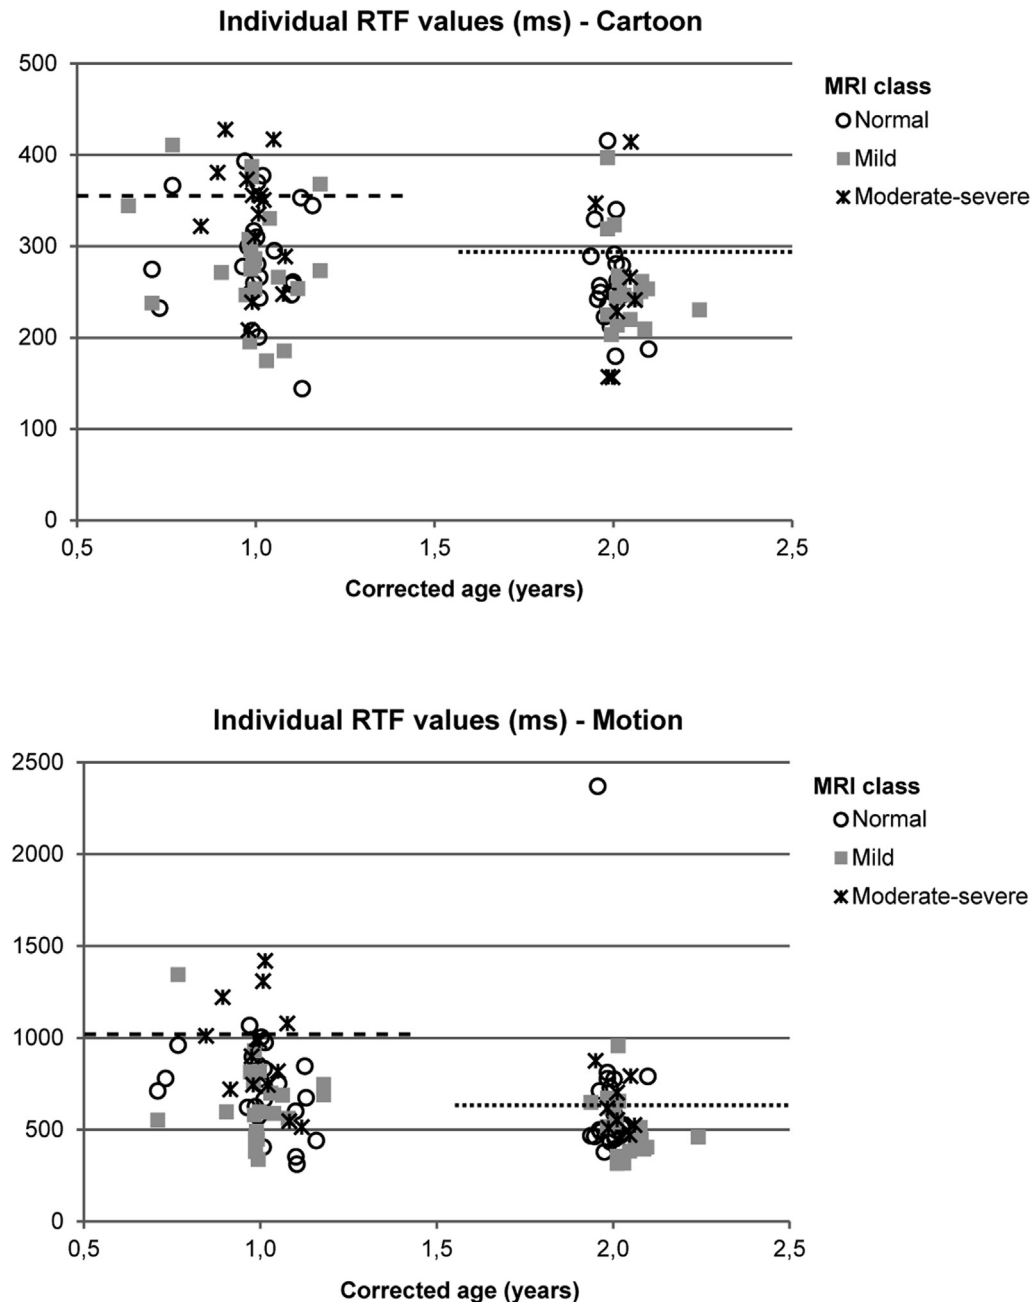 Individual RTF values (ms) - Cartoon
500
400
300
200
100
0
0,5 1,0 1,5 2,0 2,5
Corrected age (years)
MRI class
Normal
Mild
Moderate-severe
Individual RTF values (ms) - Motion
2500
2000
1500
1000
500
0
0,5 1,0 1,5 2,0 2,5
Corrected age (years)
MRI class
Normal
Mild
Moderate-severe